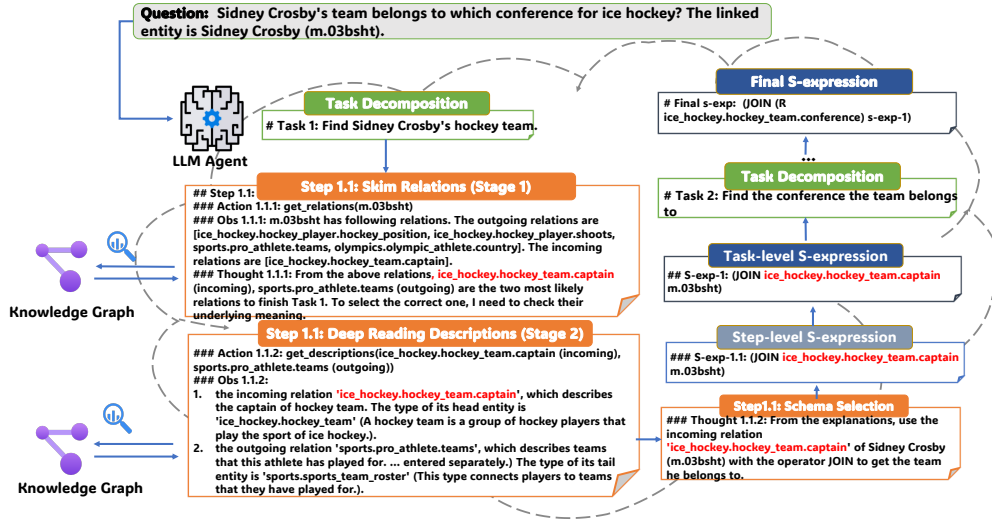 Question: Sidney Crosby's team belongs to which conference for ice hockey? The linked
entity is Sidney Crosby (m.03bsht).
LLM Agent
Task Decomposition
# Task 1: Find Sidney Crosby's hockey team.
Step 1.1: Skim Relations (Stage 1)
## Step 1.1:
### Action 1.1.1: get_relations(m.03bsht)
### Obs 1.1.1: m.03bsht has following relations. The outgoing relations are
[ice_hockey.hockey_player.hockey_position, ice_hockey.hockey_player.shoots,
sports.pro_athlete.teams, olympics.olympic_athlete.country]. The incoming
relations are [ice_hockey.hockey_team.captain].
### Thought 1.1.1: From the above relations, ice_hockey.hockey_team.captain
(incoming), sports.pro_athlete.teams (outgoing) are the two most likely
relations to finish Task 1. To select the correct one, I need to check their
underlying meaning.
Knowledge Graph
Step 1.1: Deep Reading Descriptions (Stage 2)
### Action 1.1.2: get_descriptions(ice_hockey.hockey_team.captain (incoming),
sports.pro_athlete.teams (outgoing))
### Obs 1.1.2:
1. the incoming relation 'ice_hockey.hockey_team.captain', which describes
the captain of hockey team. The type of its head entity is
'ice_hockey.hockey_team' (A hockey team is a group of hockey players that
play the sport of ice hockey.).
2. the outgoing relation 'sports.pro_athlete.teams', which describes teams
that this athlete has played for. ... entered separately.) The type of its tail
entity is 'sports.sports_team_roster' (This type connects players to teams
that they have played for.).
Knowledge Graph
Step1.1: Schema Selection
### Thought 1.1.2: From the explanations, use the
incoming relation
'ice_hockey.hockey_team.captain' of Sidney Crosby
(m.03bsht) with the operator JOIN to get the team
he belongs to.
Step-level S-expression
### S-exp-1.1: (JOIN ice_hockey.hockey_team.captain
m.03bsht)
Task-level S-expression
## S-exp-1: (JOIN ice_hockey.hockey_team.captain
m.03bsht)
Task Decomposition
# Task 2: Find the conference the team belongs
to
...
Final S-expression
# Final s-exp: (JOIN (R
ice_hockey.hockey_team.conference) s-exp-1)